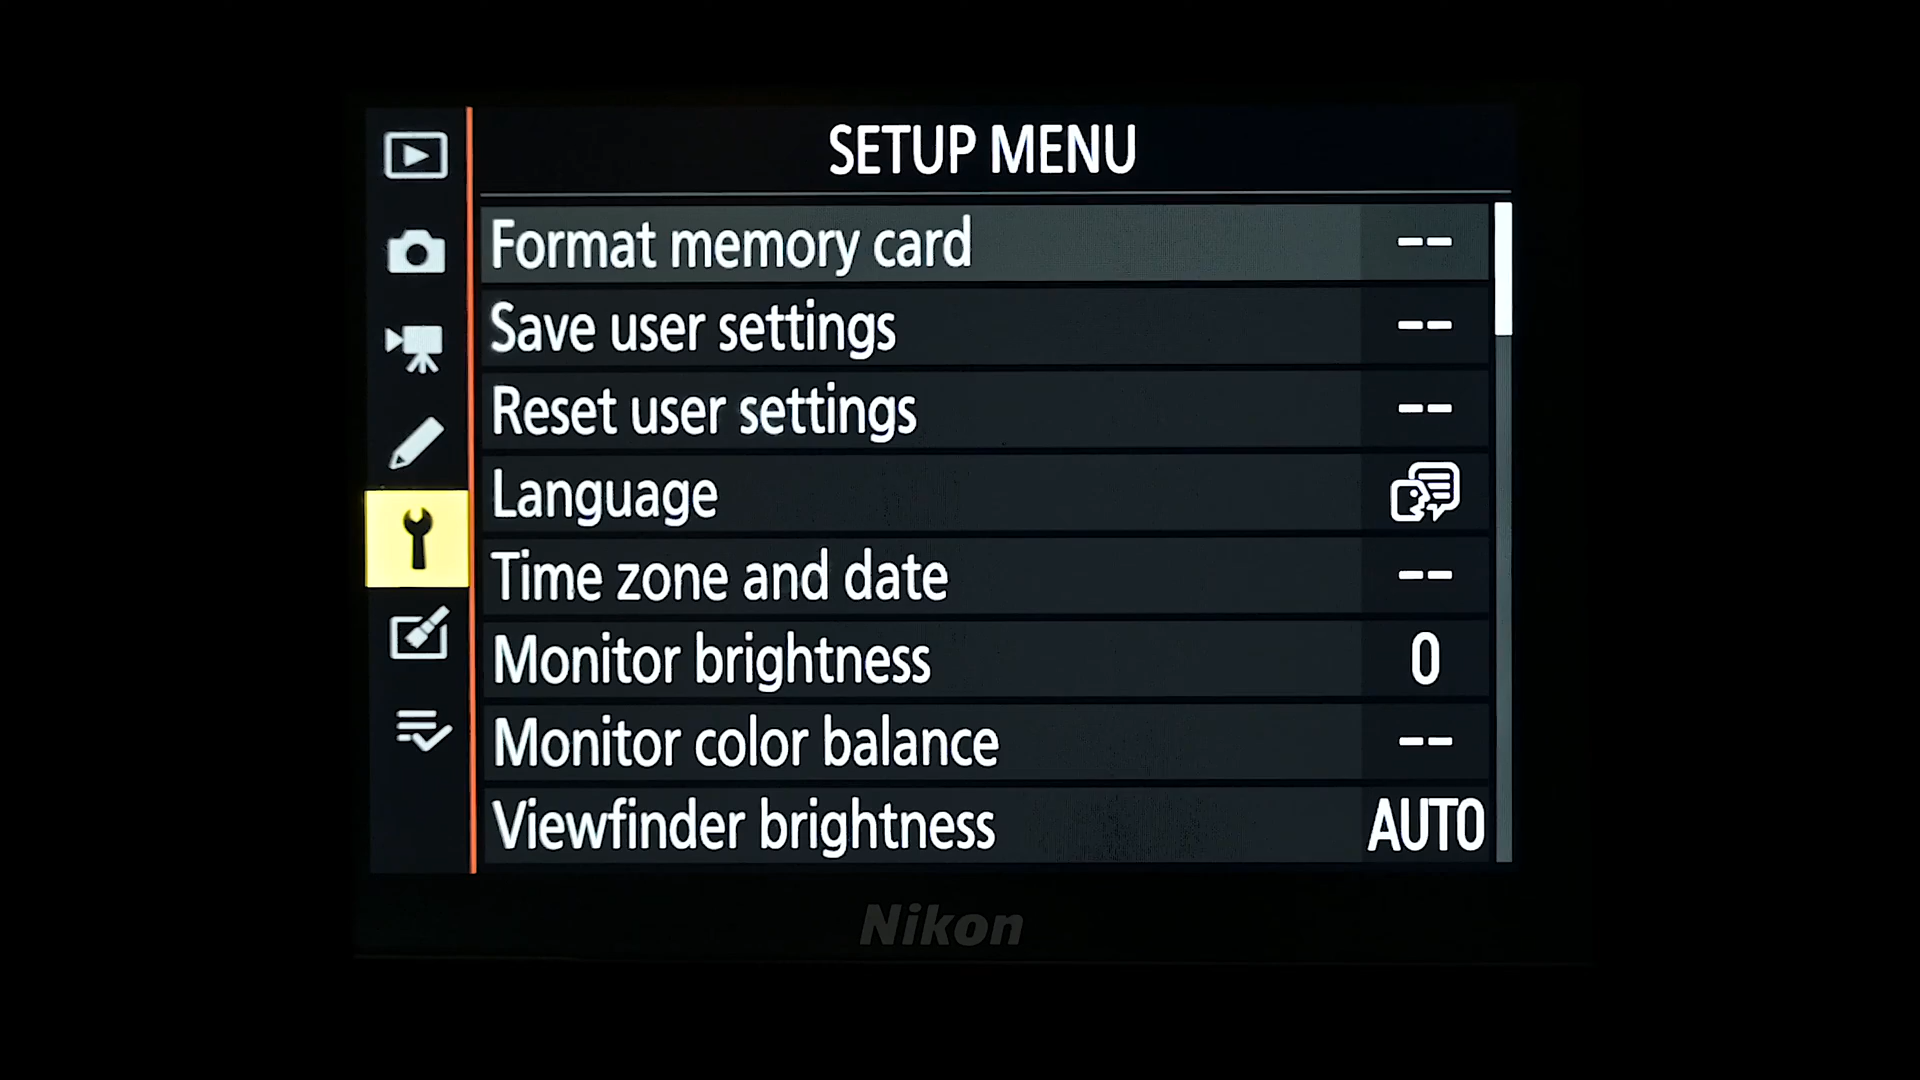 SETUP MENU
Format memory card --
Save user settings --
Reset user settings --
Language
Time zone and date --
Monitor brightness 0
Monitor color balance --
Viewfinder brightness AUTO
Nikon